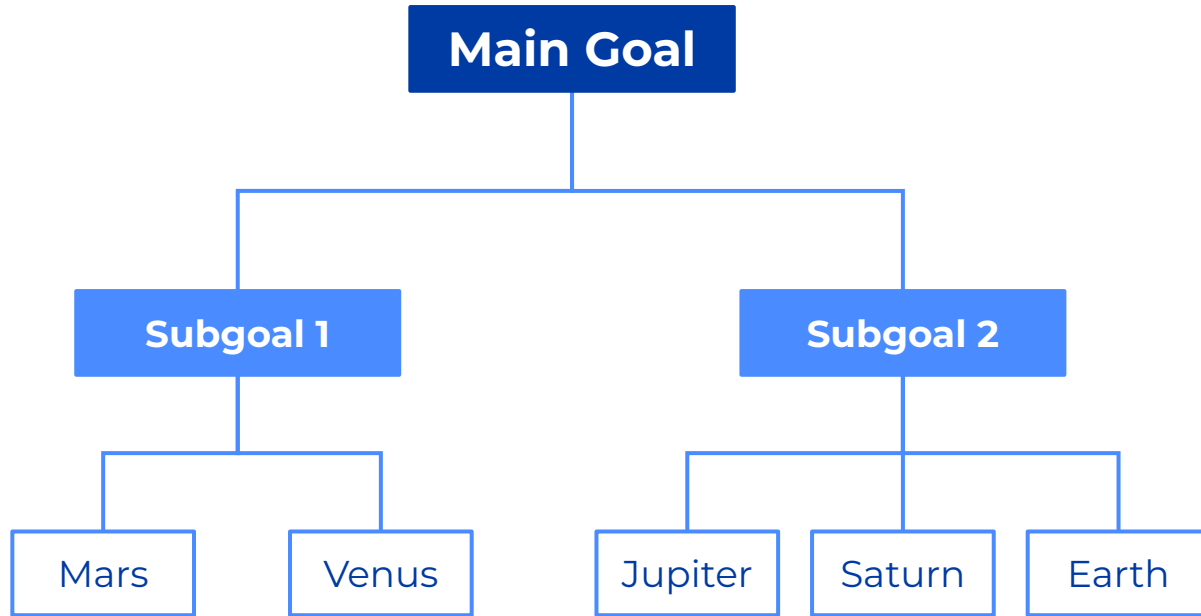 Main Goal
Subgoal 1
Subgoal 2
Mars
Venus
Jupiter
Saturn
Earth